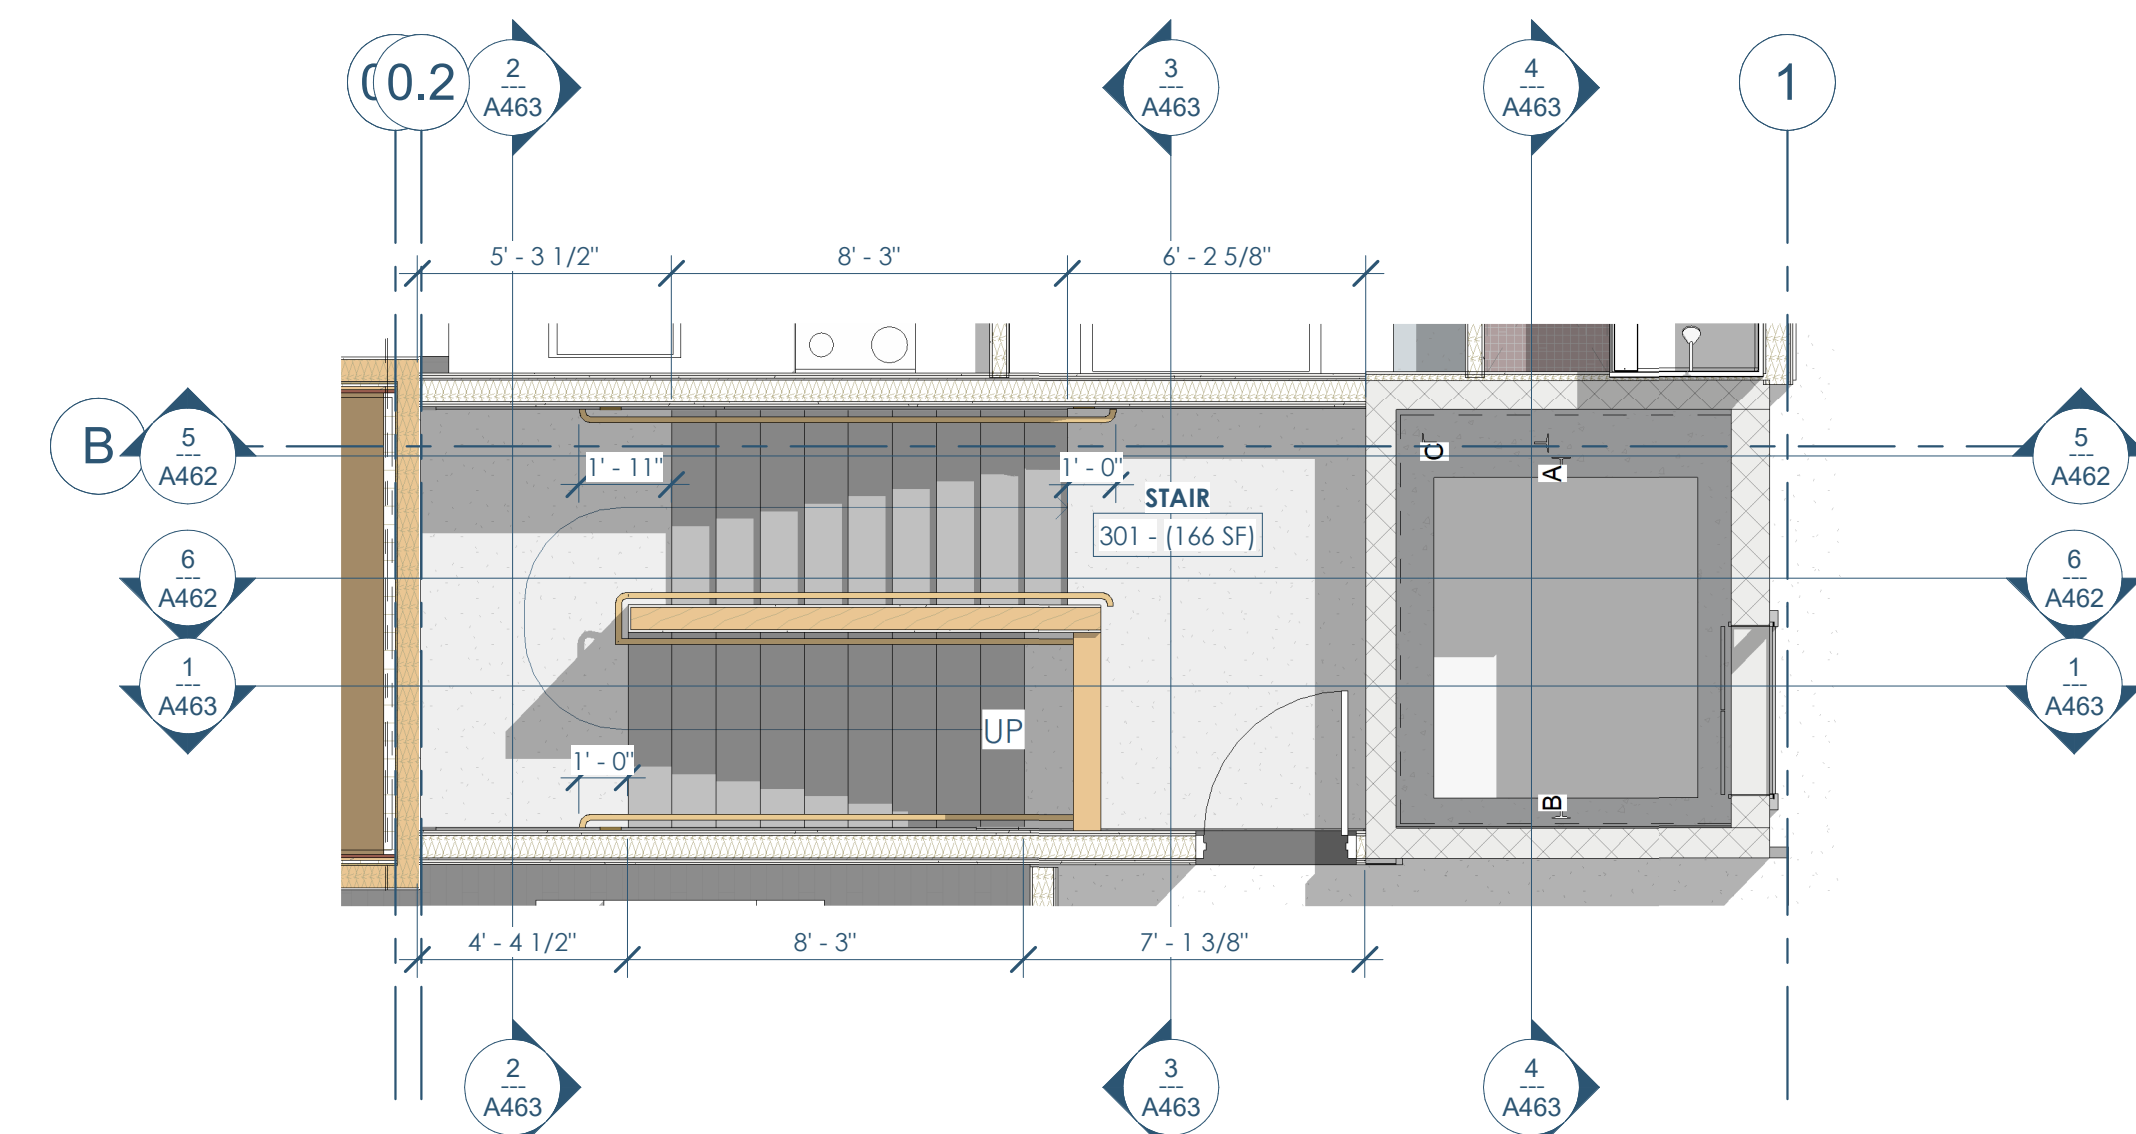 0.2
2
---
A463
3
---
A463
4
---
A463
1
5' - 3 1/2"
8' - 3"
6' - 2 5/8"
B
5
---
A462
C
A
5
---
A462
1' - 11"
1' - 0"
STAIR
301 - (166 SF)
6
---
A462
6
---
A462
1
---
A463
1
---
A463
UP
1' - 0"
B
4' - 4 1/2"
8' - 3"
7' - 1 3/8"
2
---
A463
3
---
A463
4
---
A463